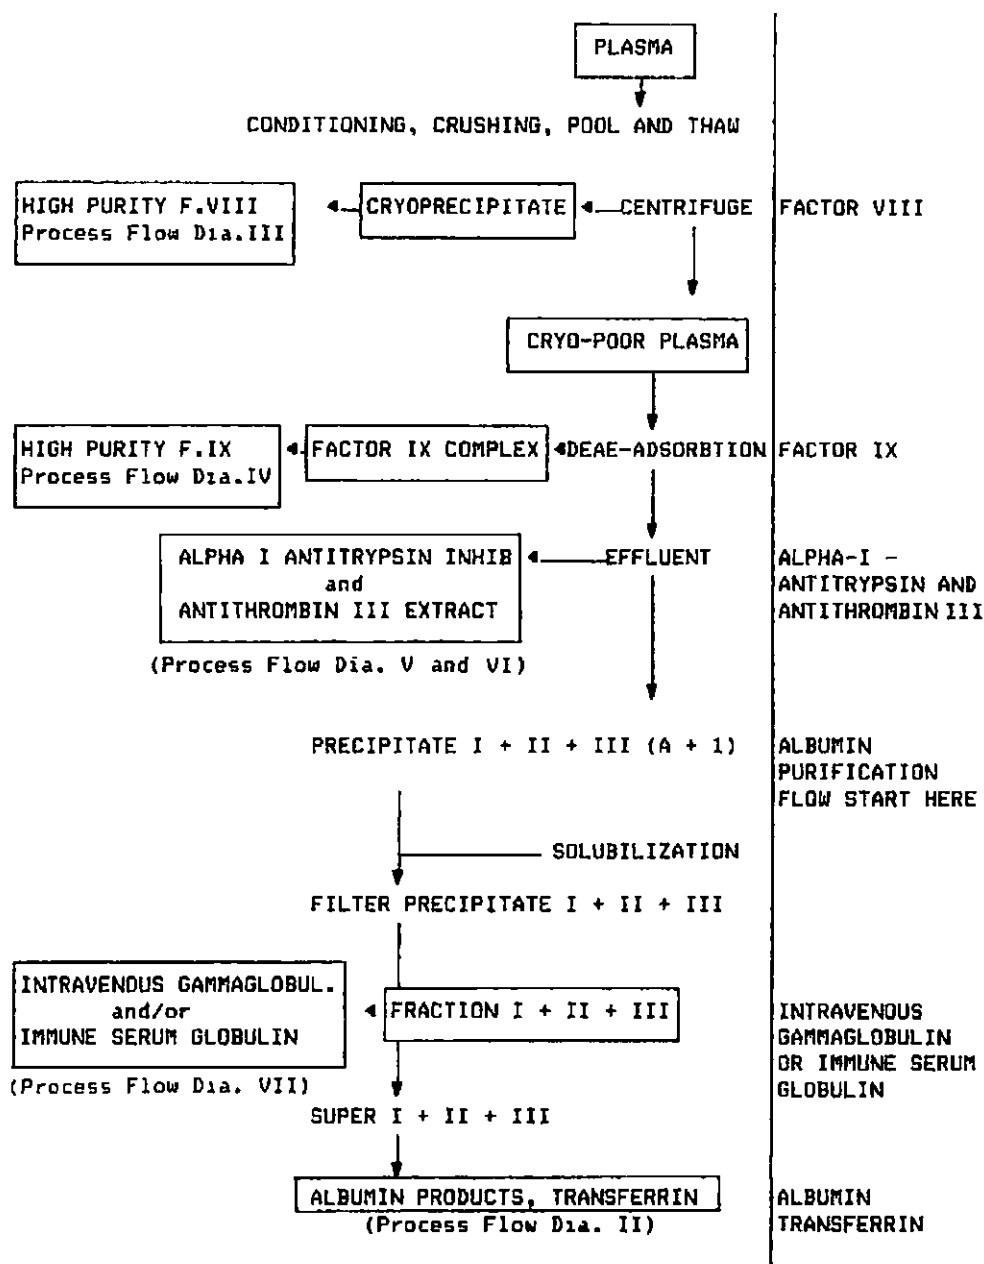 PLASMA
CONDITIONING, CRUSHING, POOL AND THAW
HIGH PURITY F.VIII
Process Flow Dia.III
CRYOPRECIPITATE
CENTRIFUGE
FACTOR VIII
CRYO-POOR PLASMA
HIGH PURITY F.IX
Process Flow Dia.IV
FACTOR IX COMPLEX
DEAE-ADSORBTION
FACTOR IX
ALPHA I ANTITRYPSIN INHIB
and
ANTITHROMBIN III EXTRACT
(Process Flow Dia. V and VI)
EFFLUENT
ALPHA-I -
ANTITRYPSIN AND
ANTITHROMBIN III
PRECIPITATE I + II + III (A + 1)
ALBUMIN
PURIFICATION
FLOW START HERE
SOLUBILIZATION
FILTER PRECIPITATE I + II + III
INTRAVENOUS GAMMAGLOBUL.
and/or
IMMUNE SERUM GLOBULIN
(Process Flow Dia. VII)
FRACTION I + II + III
INTRAVENOUS
GAMMAGLOBULIN
OR IMMUNE SERUM
GLOBULIN
SUPER I + II + III
ALBUMIN PRODUCTS, TRANSFERRIN
(Process Flow Dia. II)
ALBUMIN
TRANSFERRIN